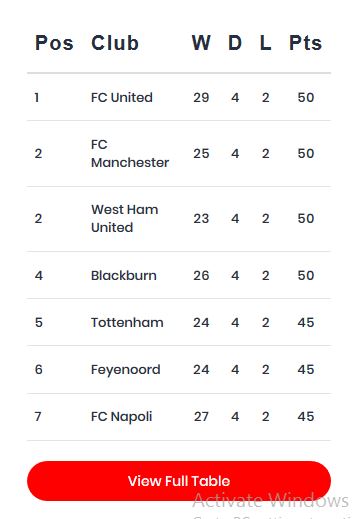 Pos Club W D L Pts
1 FC United 29 4 2 50
2 FC Manchester 25 4 2 50
2 West Ham United 23 4 2 50
4 Blackburn 26 4 2 50
5 Tottenham 24 4 2 45
6 Feyenoord 24 4 2 45
7 FC Napoli 27 4 2 45
View Full Table
Activate Windows